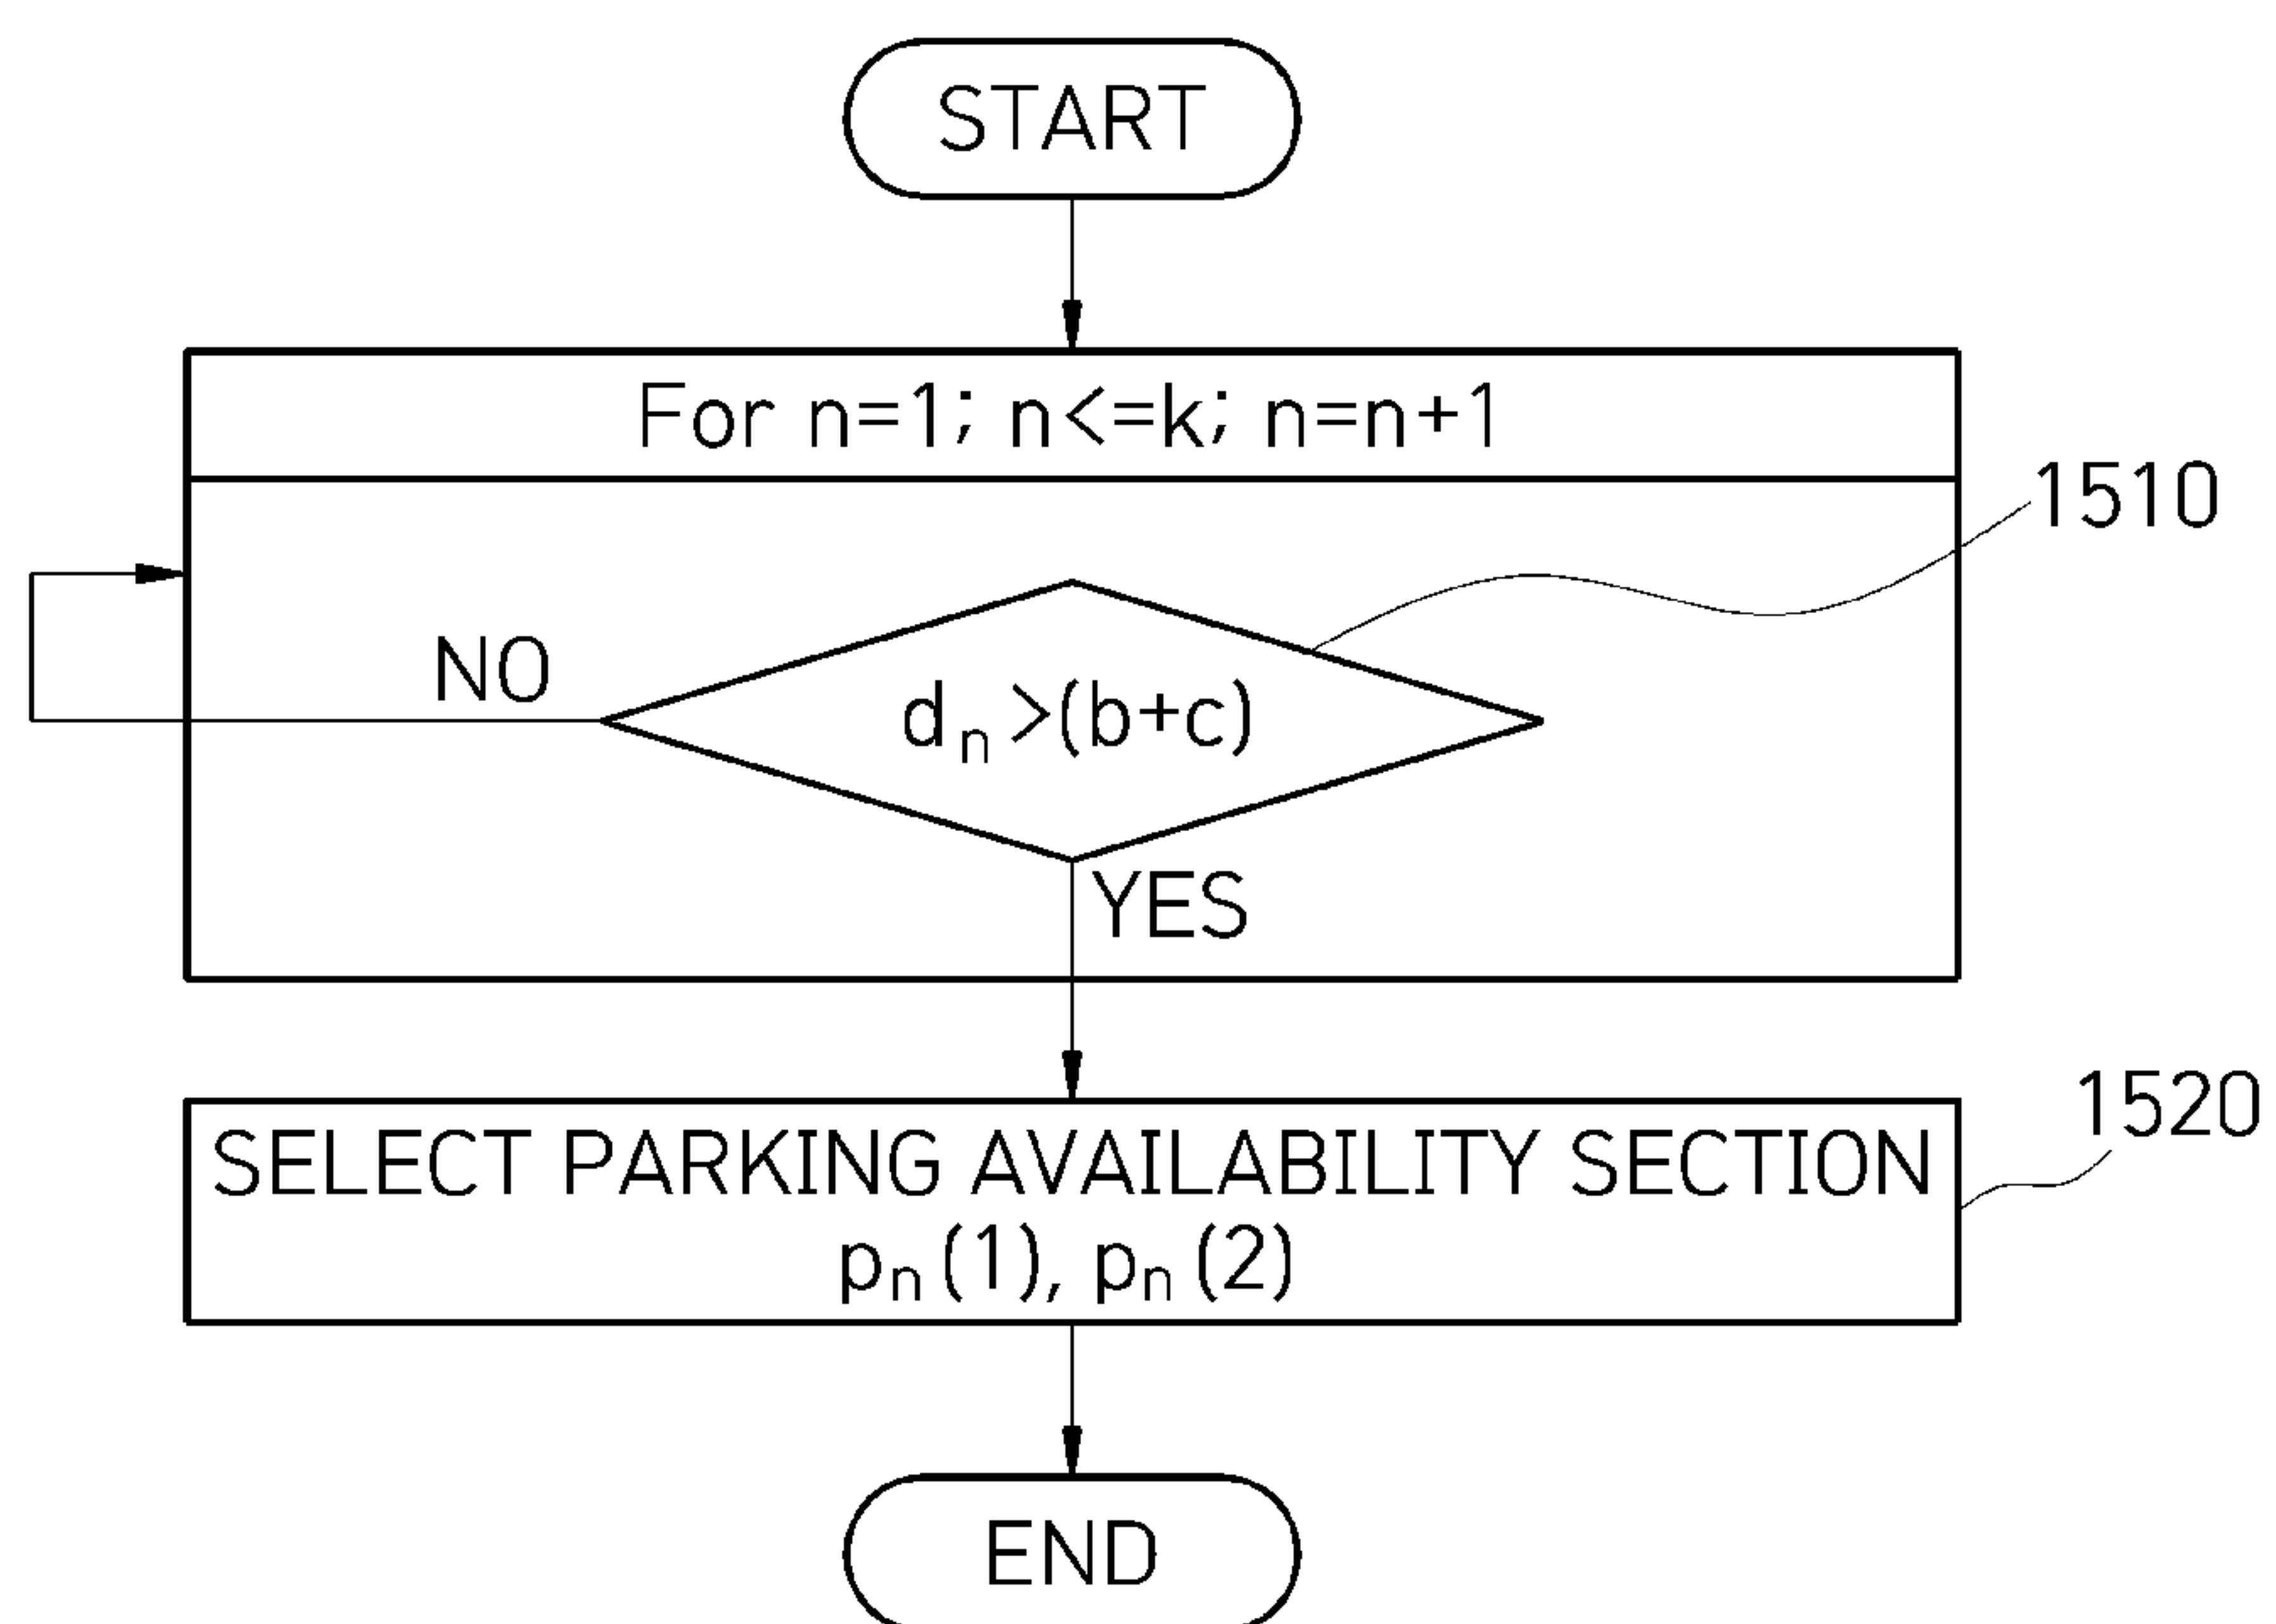 START
For n=1; n<=k; n=n+1
1510
NO
dₙ>(b+c)
YES
1520
SELECT PARKING AVAILABILITY SECTION
pₙ(1), pₙ(2)
END